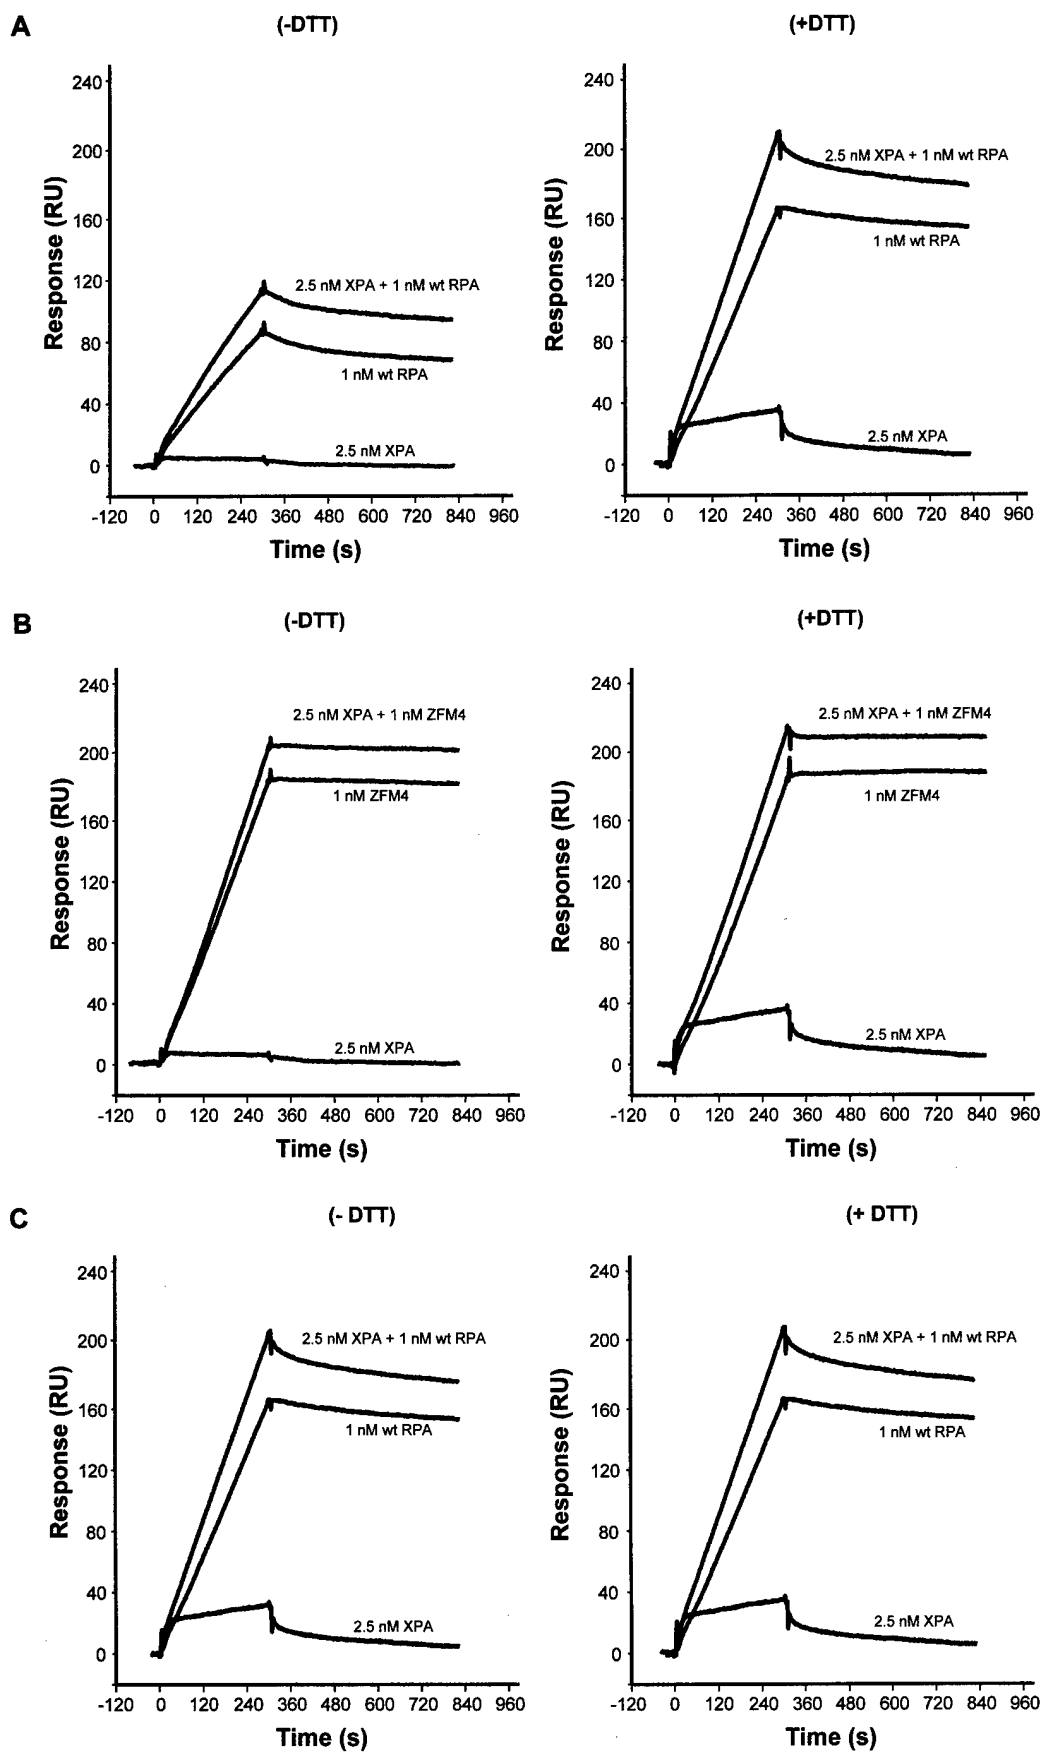 A
(-DTT)
(+DTT)
240
200
160
120
80
40
0
Response (RU)
2.5 nM XPA + 1 nM wt RPA
1 nM wt RPA
2.5 nM XPA
-120 0 120 240 360 480 600 720 840 960
Time (s)
240
200
160
120
80
40
0
Response (RU)
2.5 nM XPA + 1 nM wt RPA
1 nM wt RPA
2.5 nM XPA
-120 0 120 240 360 480 600 720 840 960
Time (s)
B
(-DTT)
(+DTT)
240
200
160
120
80
40
0
Response (RU)
2.5 nM XPA + 1 nM ZFM4
1 nM ZFM4
2.5 nM XPA
-120 0 120 240 360 480 600 720 840 960
Time (s)
240
200
160
120
80
40
0
Response (RU)
2.5 nM XPA + 1 nM ZFM4
1 nM ZFM4
2.5 nM XPA
-120 0 120 240 360 480 600 720 840 960
Time (s)
C
(- DTT)
(+ DTT)
240
200
160
120
80
40
0
Response (RU)
2.5 nM XPA + 1 nM wt RPA
1 nM wt RPA
2.5 nM XPA
-120 0 120 240 360 480 600 720 840 960
Time (s)
240
200
160
120
80
40
0
Response (RU)
2.5 nM XPA + 1 nM wt RPA
1 nM wt RPA
2.5 nM XPA
-120 0 120 240 360 480 600 720 840 960
Time (s)